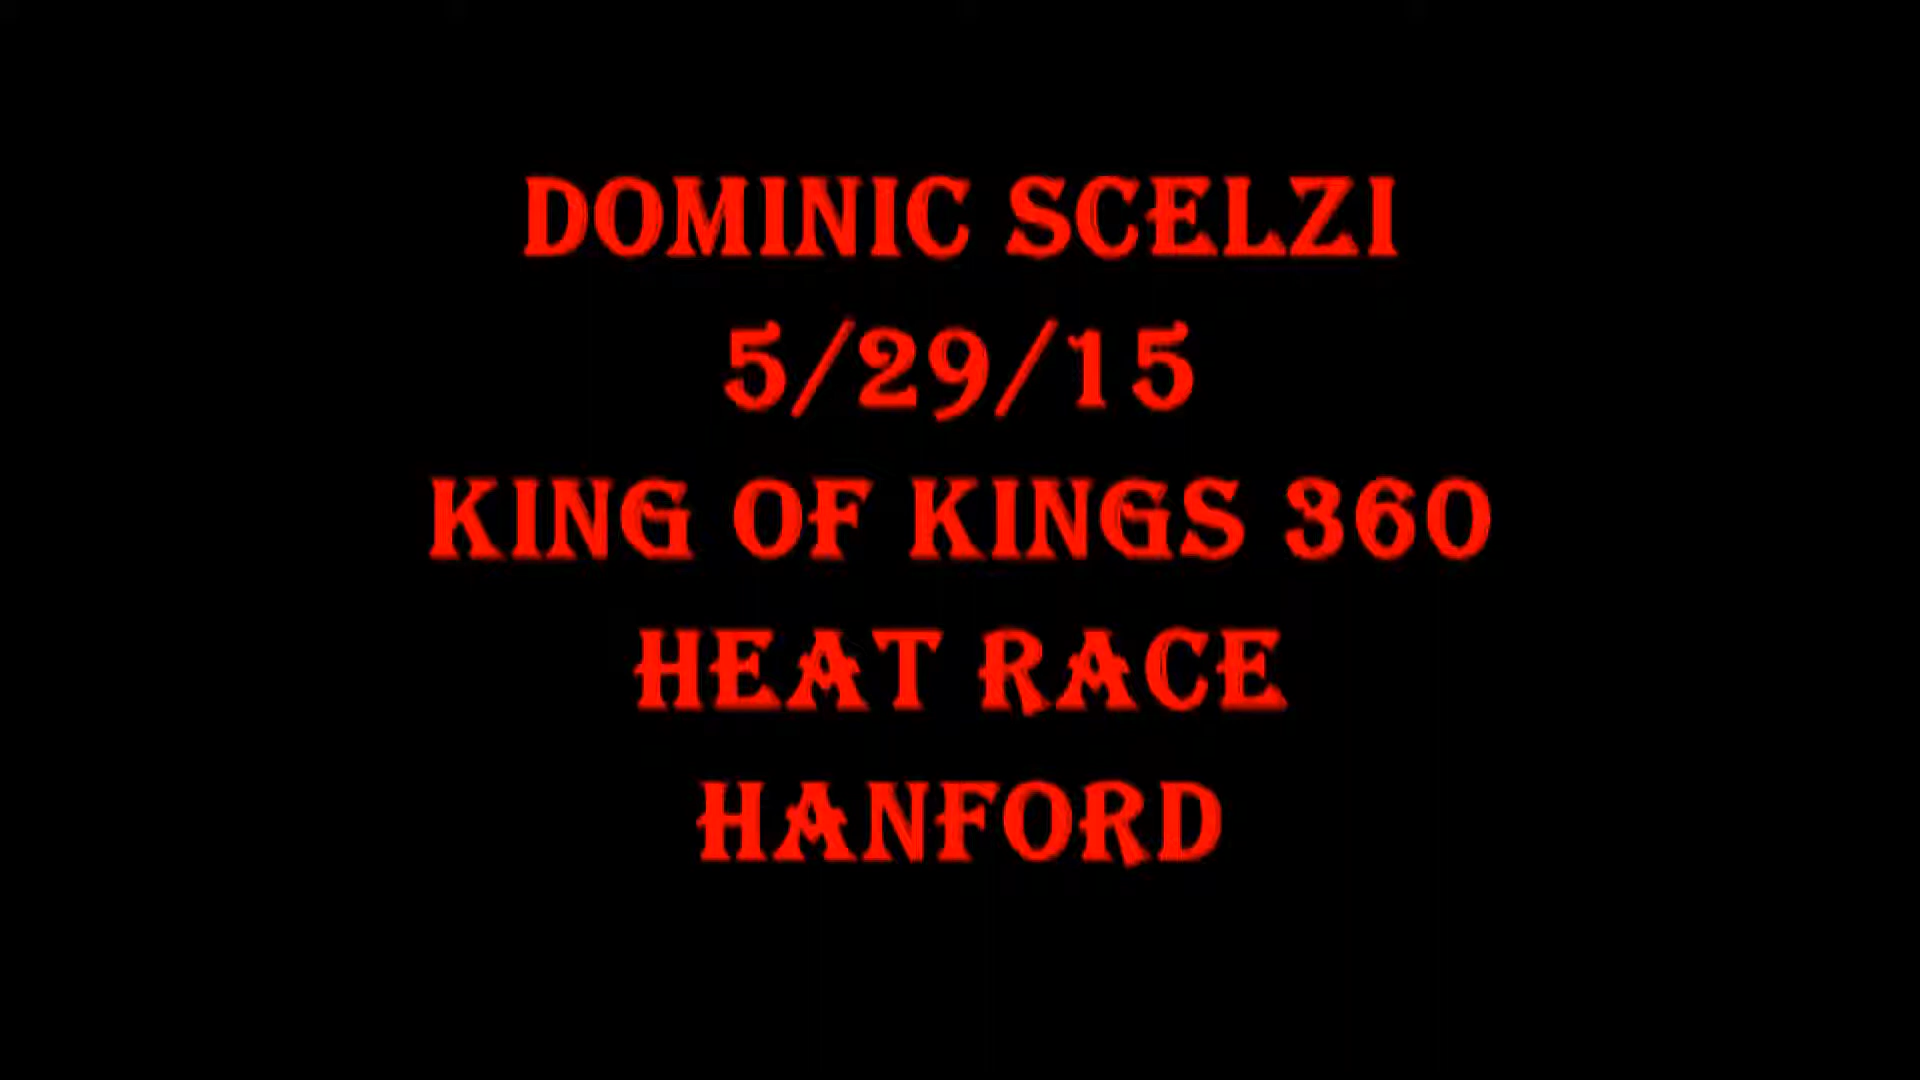 DOMINIC SCELZI
5/29/15
KING OF KINGS 360
HEAT RACE
HANFORD